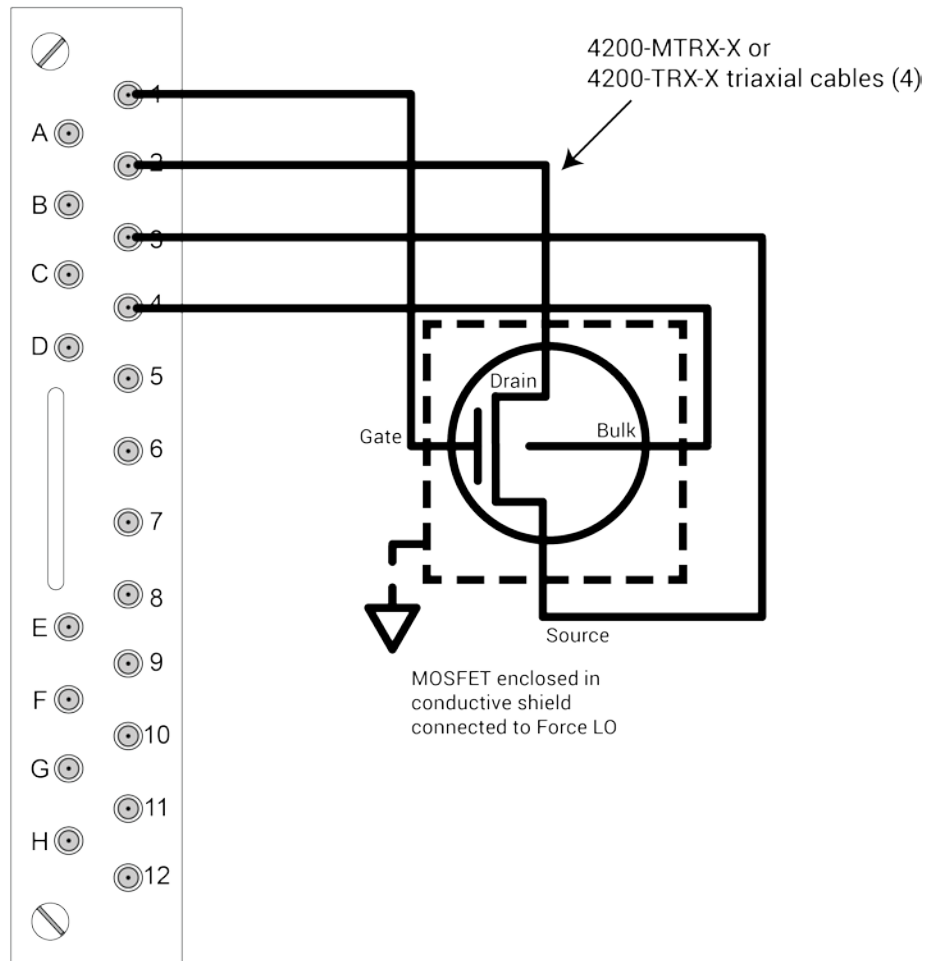 4200-MTRX-X or
4200-TRX-X triaxial cables (4)
1
A
2
B
3
C
4
D
5
6
7
8
E
9
F
10
G
11
H
12
Drain
Gate
Bulk
Source
MOSFET enclosed in
conductive shield
connected to Force LO